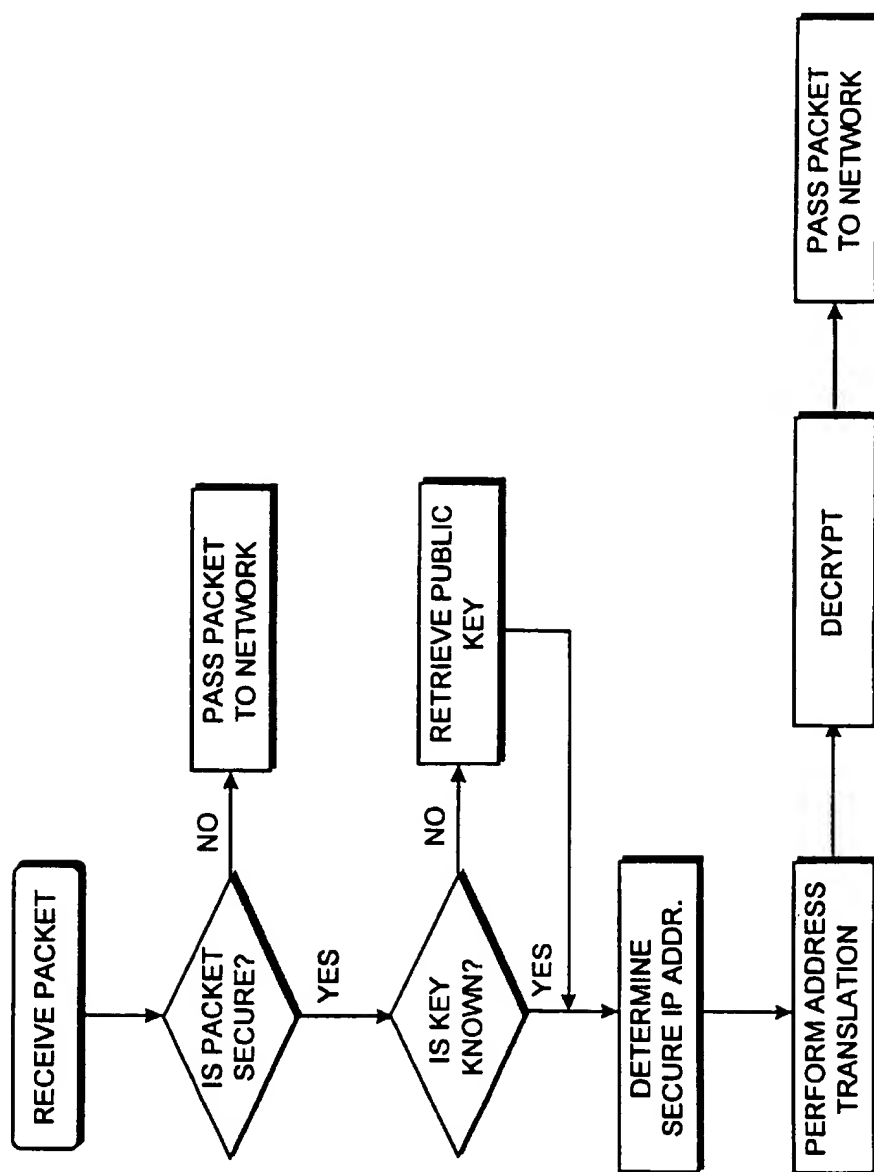 RECEIVE PACKET
IS PACKET
SECURE?
NO
PASS PACKET
TO NETWORK
YES
IS KEY
KNOWN?
NO
RETRIEVE PUBLIC
KEY
YES
DETERMINE
SECURE IP ADDR.
PERFORM ADDRESS
TRANSLATION
DECRYPT
PASS PACKET
TO NETWORK